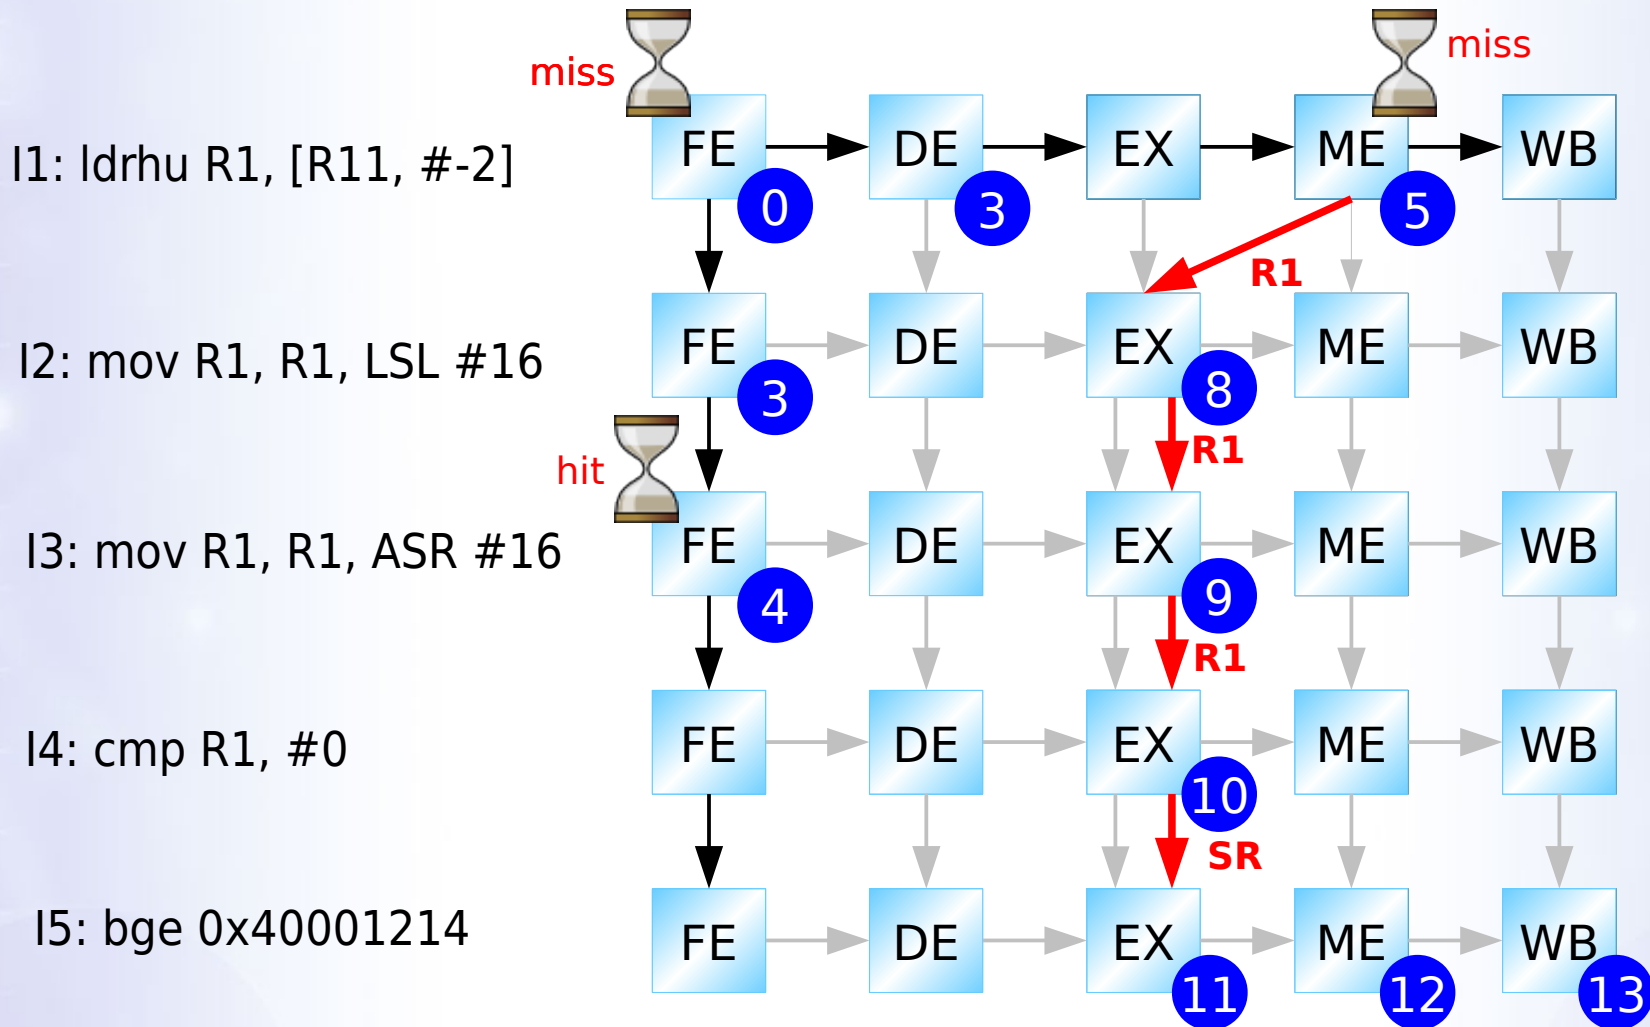 miss
miss
I1: ldrhu R1, [R11, #-2]
FE
DE
EX
ME
WB
0
3
5
R1
I2: mov R1, R1, LSL #16
FE
DE
EX
ME
WB
3
8
R1
hit
I3: mov R1, R1, ASR #16
FE
DE
EX
ME
WB
4
9
R1
I4: cmp R1, #0
FE
DE
EX
ME
WB
10
SR
I5: bge 0x40001214
FE
DE
EX
ME
WB
11
12
13